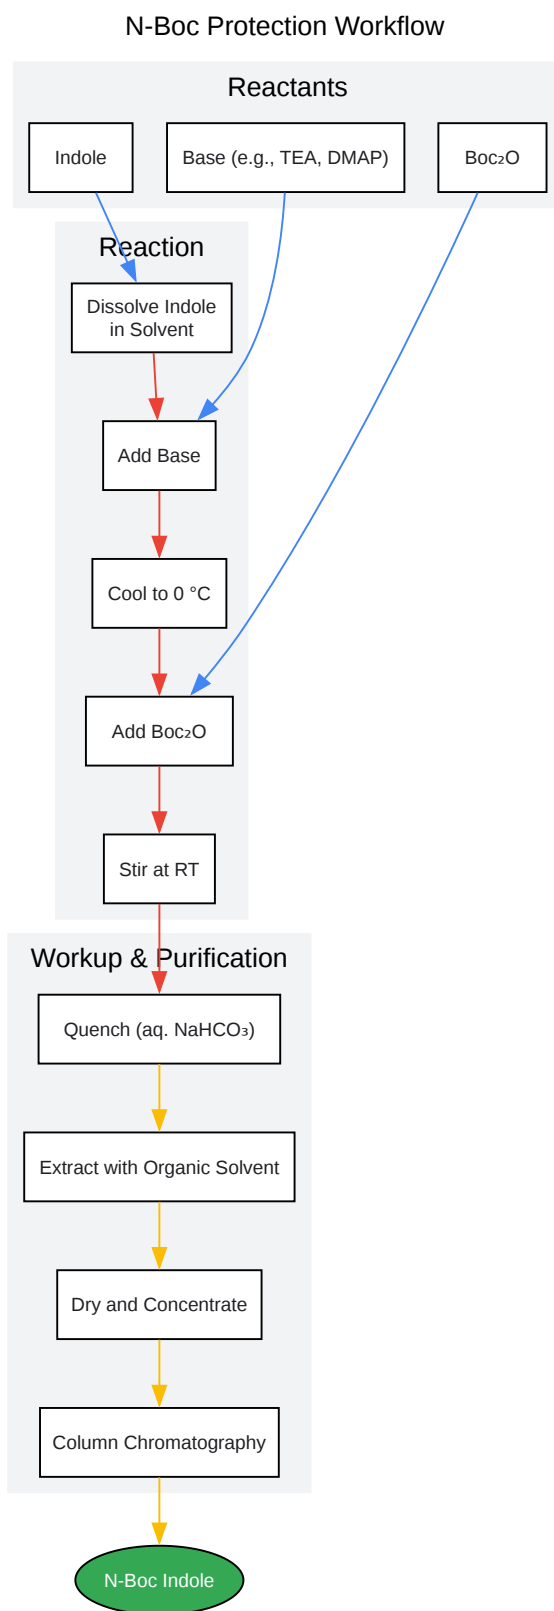 N-Boc Protection Workflow
Reactants
Indole
Base (e.g., TEA, DMAP)
Boc₂O
Reaction
Dissolve Indole
in Solvent
Add Base
Cool to 0 °C
Add Boc₂O
Stir at RT
Workup & Purification
Quench (aq. NaHCO₃)
Extract with Organic Solvent
Dry and Concentrate
Column Chromatography
N-Boc Indole